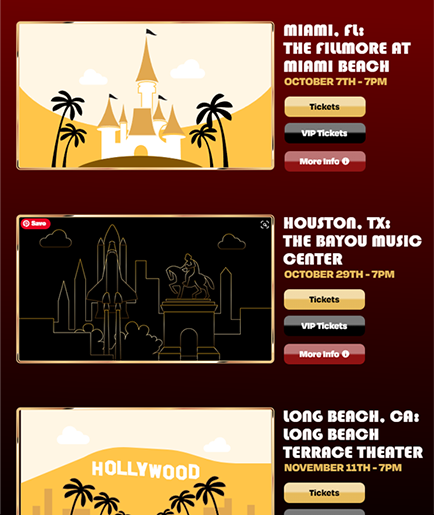 MIAMI, FL:
THE FILLMORE AT
MIAMI BEACH
OCTOBER 7TH - 7PM
Tickets
VIP Tickets
More Info
Save
HOUSTON, TX:
THE BAYOU MUSIC
CENTER
OCTOBER 29TH - 7PM
Tickets
VIP Tickets
More Info
HOLLYWOOD
LONG BEACH, CA:
LONG BEACH
TERRACE THEATER
NOVEMBER 11TH - 7PM
Tickets